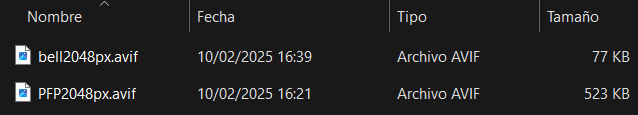 Nombre Fecha Tipo Tamaño
bell2048px.avif 10/02/2025 16:39 Archivo AVIF 77 KB
PFP2048px.avif 10/02/2025 16:21 Archivo AVIF 523 KB